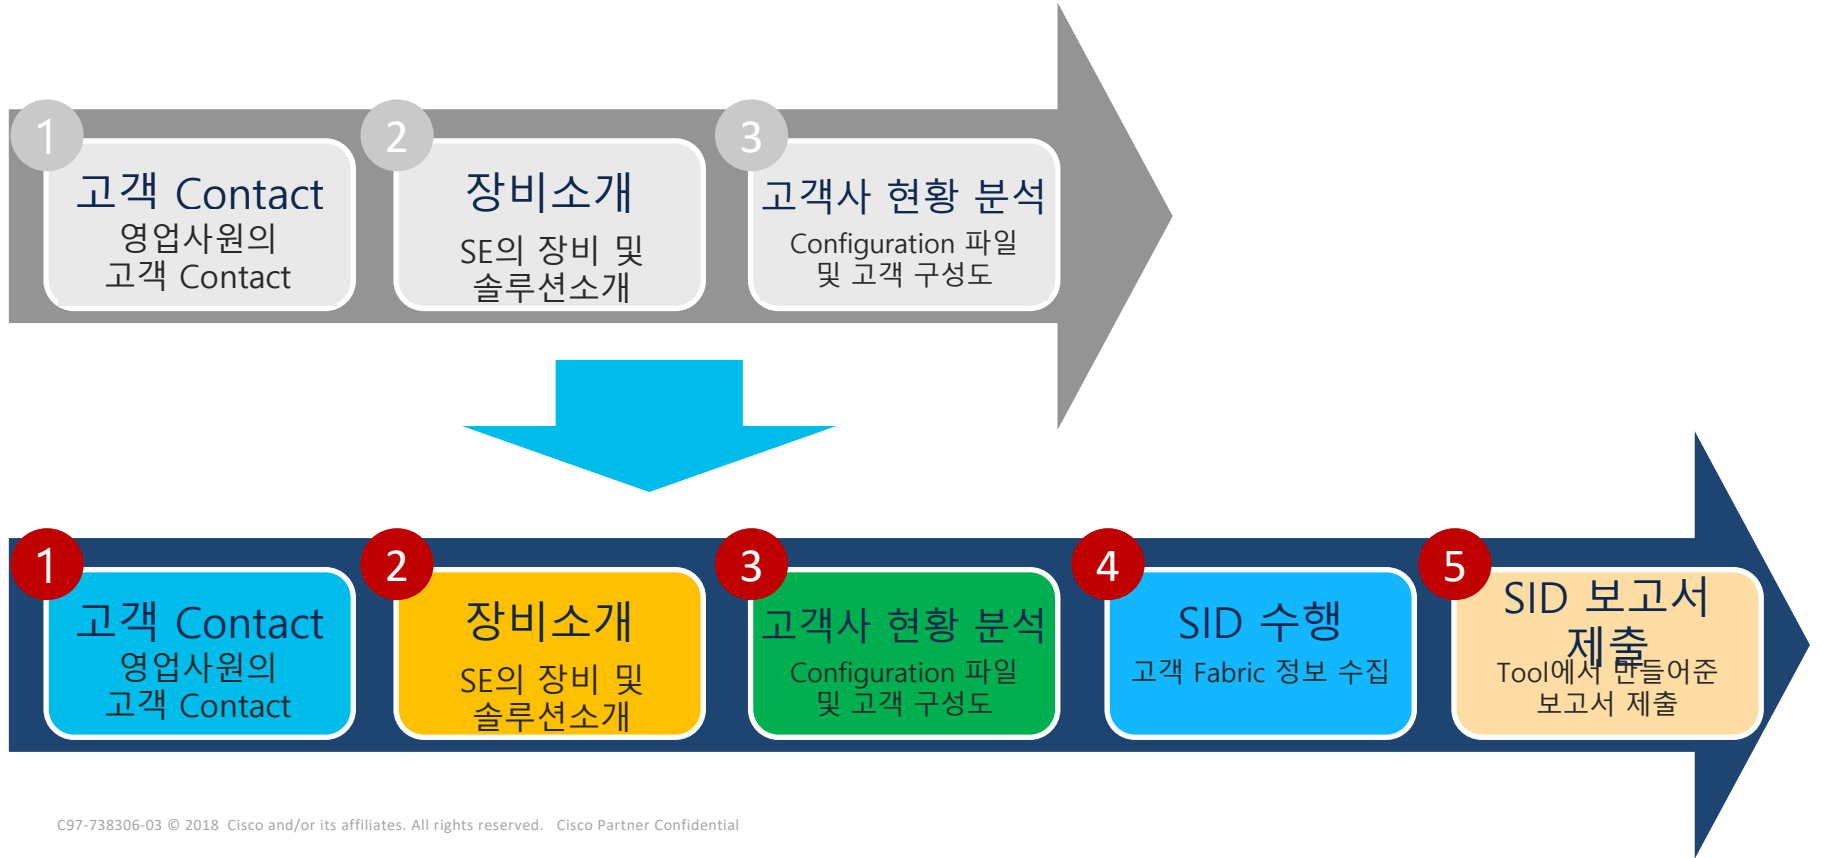 1
고객 Contact
영업사원의
고객 Contact
2
장비소개
SE의 장비 및
솔루션소개
3
고객사 현황 분석
Configuration 파일
및 고객 구성도
1
고객 Contact
영업사원의
고객 Contact
2
장비소개
SE의 장비 및
솔루션소개
3
고객사 현황 분석
Configuration 파일
및 고객 구성도
4
SID 수행
고객 Fabric 정보 수집
5
SID 보고서
제출
Tool에서 만들어준
보고서 제출
C97-738306-03 © 2018 Cisco and/or its affiliates. All rights reserved. Cisco Partner Confidential